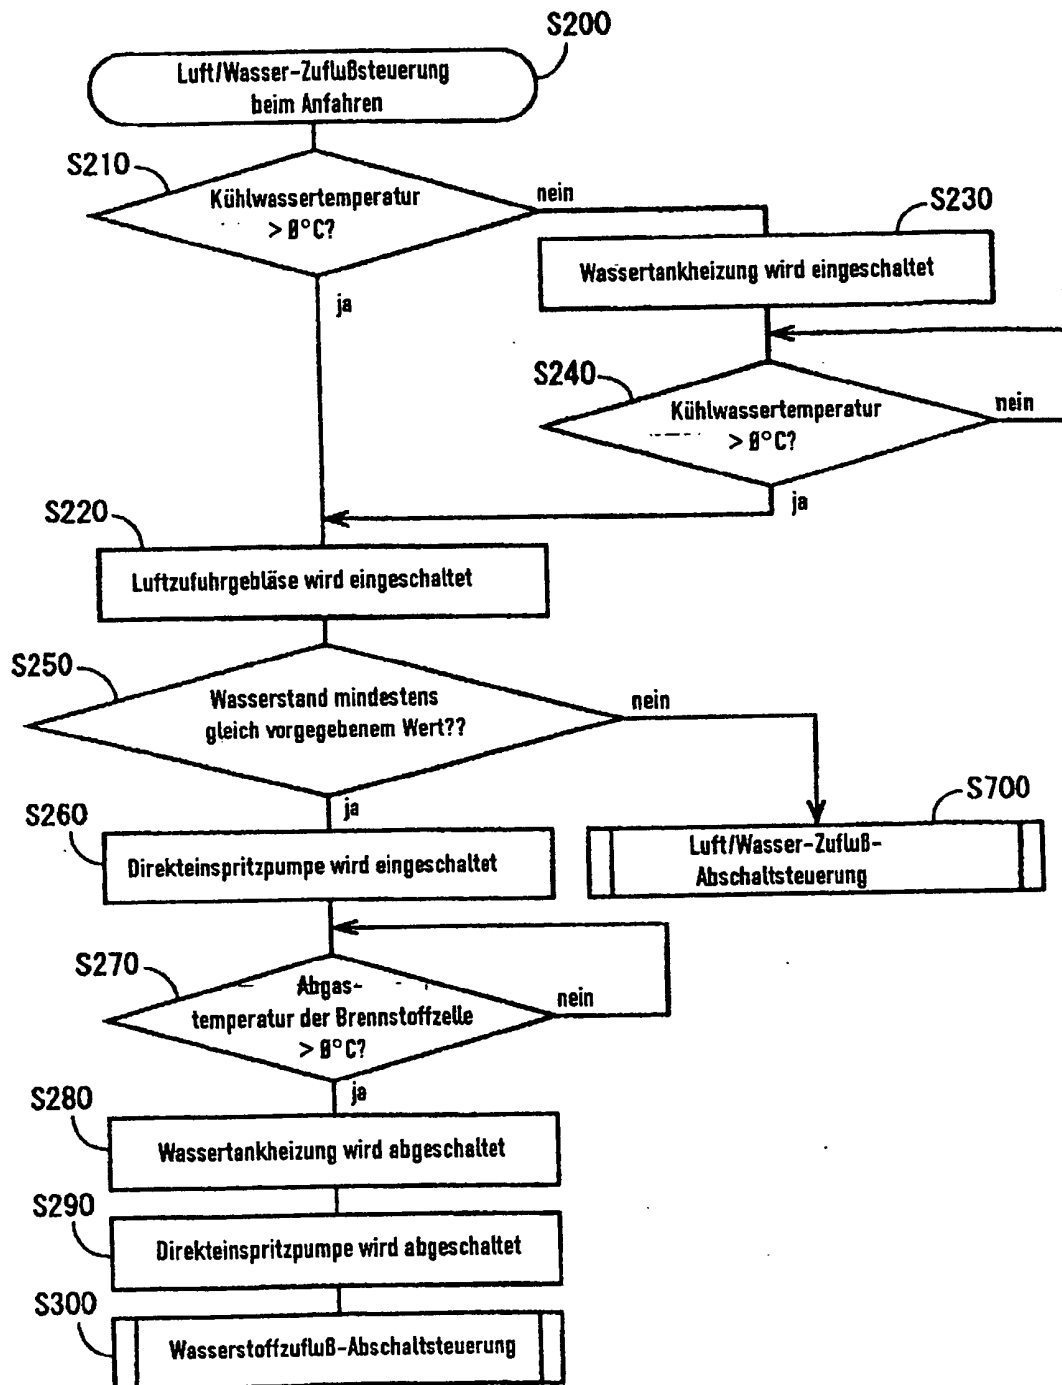 S200
Luft/Wasser-Zuflußsteuerung
beim Anfahren
S210
Kühlwassertemperatur
> 0°C?
nein
ja
S230
Wassertankheizung wird eingeschaltet
S240
Kühlwassertemperatur
> 0°C?
nein
ja
S220
Luftzufuhrgebläse wird eingeschaltet
S250
Wasserstand mindestens
gleich vorgegebenem Wert??
nein
ja
S260
Direkteinspritzpumpe wird eingeschaltet
S700
Luft/Wasser-Zufluß-
Abschaltsteuerung
S270
Abgas-
temperatur der Brennstoffzelle
> 0°C?
nein
ja
S280
Wassertankheizung wird abgeschaltet
S290
Direkteinspritzpumpe wird abgeschaltet
S300
Wasserstoffzufluß-Abschaltsteuerung